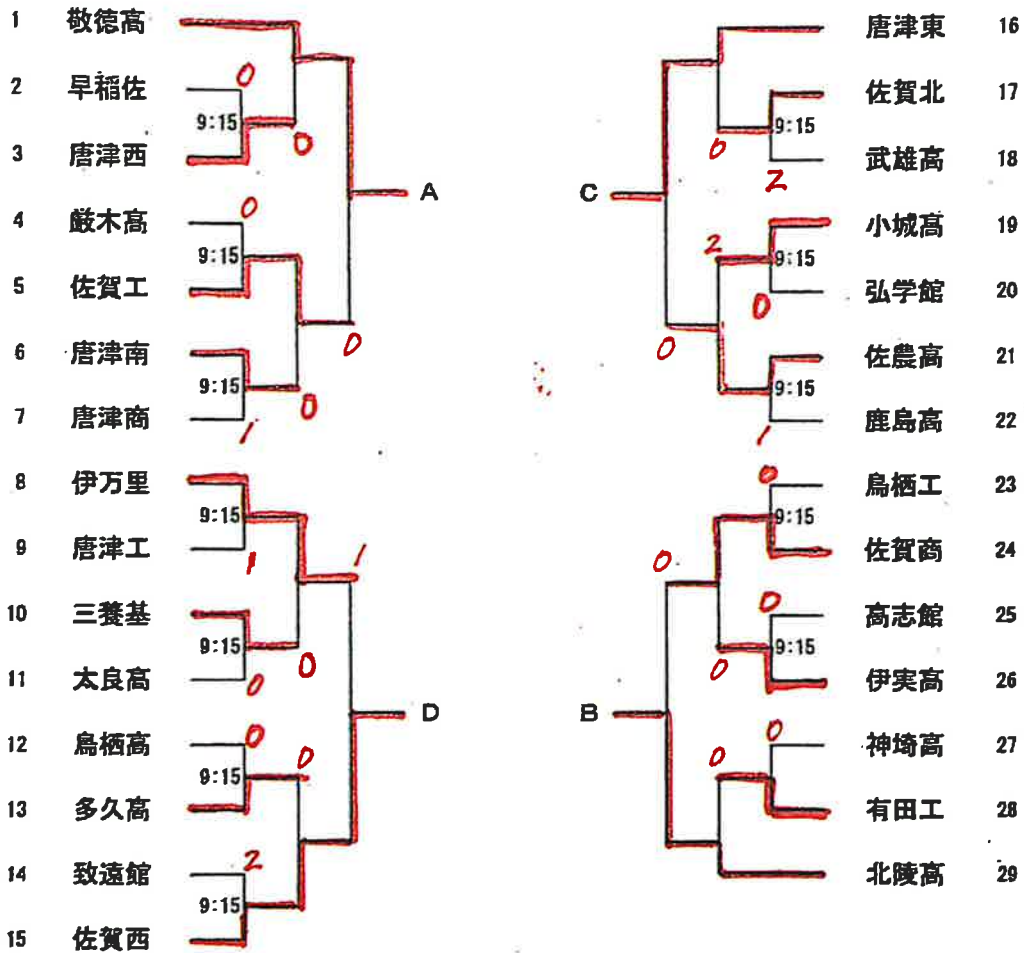 1 敬徳高
2 早稲佐
3 唐津西
4 厳木高
5 佐賀工
6 唐津南
7 唐津商
8 伊万里
9 唐津工
10 三養基
11 太良高
12 鳥栖高
13 多久高
14 致遠館
15 佐賀西
0
9:15
0
0
9:15
0
9:15
0
1
A
9:15
1
1
9:15
0
0
0
0
9:15
2
9:15
D
唐津東 16
佐賀北 17
武雄高 18
小城高 19
弘学館 20
佐農高 21
鹿島高 22
鳥栖工 23
佐賀商 24
高志館 25
伊実高 26
神埼高 27
有田工 28
北陵高 29
9:15
0
2
C
2
9:15
0
0
9:15
1
0
9:15
0
0
9:15
0
B
0
0